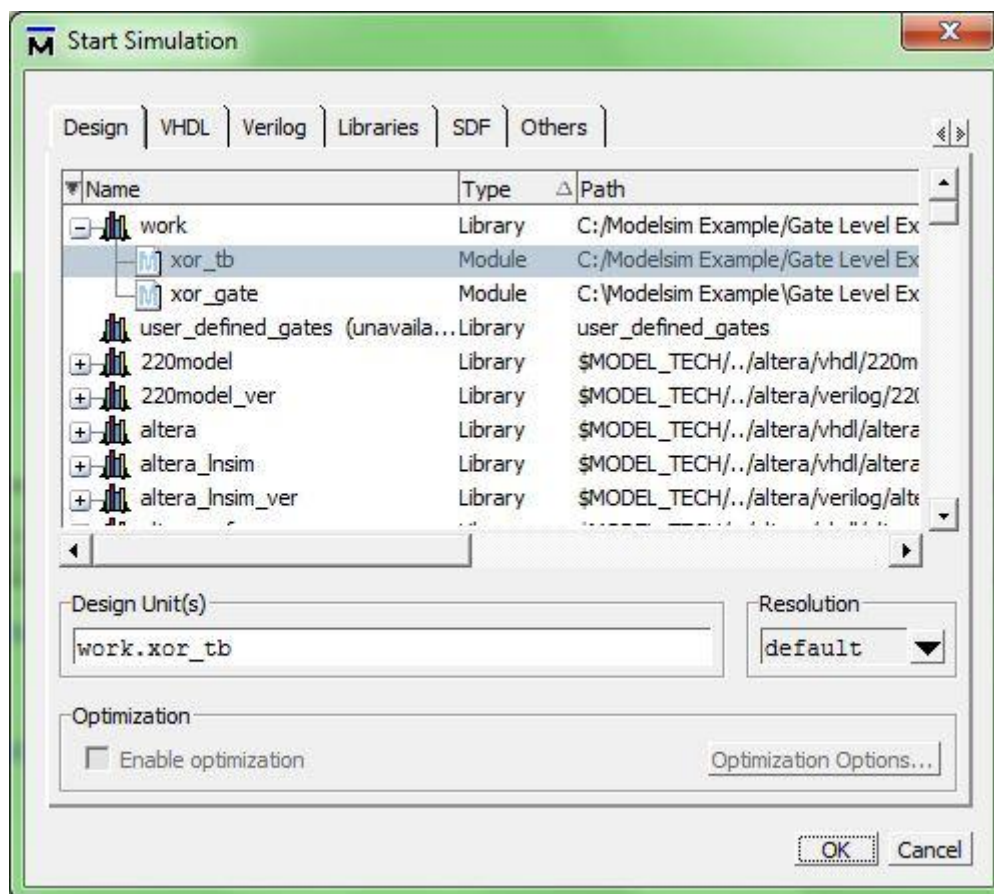 Start Simulation
Design VHDL Verilog Libraries SDF Others
Name Type Path
work Library C:/Modelsim Example/Gate Level Ex
xor_tb Module C:/Modelsim Example/Gate Level Ex
xor_gate Module C:\Modelsim Example\Gate Level Ex
user_defined_gates (unavaila... Library user_defined_gates
220model Library $MODEL_TECH/../altera/vhdl/220m
220model_ver Library $MODEL_TECH/../altera/verilog/220
altera Library $MODEL_TECH/../altera/vhdl/altera
altera_lnsim Library $MODEL_TECH/../altera/vhdl/altera
altera_lnsim_ver Library $MODEL_TECH/../altera/verilog/alte
Design Unit(s) Resolution
work.xor_tb default
Optimization
Enable optimization Optimization Options...
OK Cancel